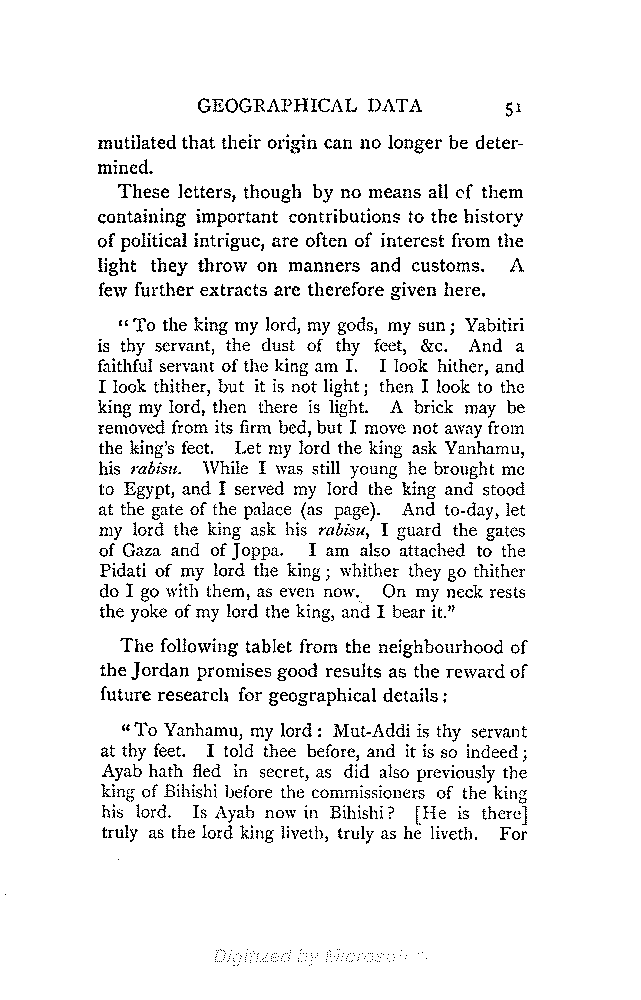 GEOGRAPHICAL DATA 51
mutilated that their origin can no longer be deter-
mined.
These letters, though by no means all of them
containing important contributions to the history
of political intrigue, are often of interest from the
light they throw on manners and customs. A
few further extracts are therefore given here.
“To the king my lord, my gods, my sun; Yabitiri
is thy servant, the dust of thy feet, &c. And a
faithful servant of the king am I. I look hither, and
I look thither, but it is not light; then I look to the
king my lord, then there is light. A brick may be
removed from its firm bed, but I move not away from
the king's feet. Let my lord the king ask Yanhamu,
his rabisu. While I was still young he brought me
to Egypt, and I served my lord the king and stood
at the gate of the palace (as page). And to-day, let
my lord the king ask his rabisu, I guard the gates
of Gaza and of Joppa. I am also attached to the
Pidati of my lord the king; whither they go thither
do I go with them, as even now. On my neck rests
the yoke of my lord the king, and I bear it.”
The following tablet from the neighbourhood of
the Jordan promises good results as the reward of
future research for geographical details:
“To Yanhamu, my lord: Mut-Addi is thy servant
at thy feet. I told thee before, and it is so indeed;
Ayab hath fled in secret, as did also previously the
king of Bihishi before the commissioners of the king
his lord. Is Ayab now in Bihishi? [He is there]
truly as the lord king liveth, truly as he liveth. For
Digitized by Microsoft